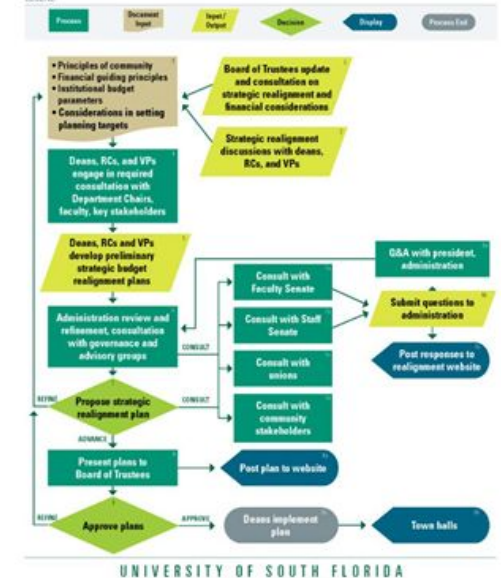 Process
Document
Input
Input/
Output
Decision
Display
Process End
• Principles of community
• Financial guiding principles
• Institutional budget
parameters
• Considerations in setting
planning targets
Board of Trustees update
and consultation on
strategic realignment and
financial considerations
Strategic realignment
discussions with deans,
RCs, and VPs
Deans, RCs, and VPs
engage in required
consultation with
Department Chairs,
faculty, key stakeholders
Deans, RCs and VPs
develop preliminary
strategic budget
realignment plans
Q&A with president,
administration
Consult with
Faculty Senate
Submit questions to
administration
Administration review and
refinement, consultation
with governance and
advisory groups
CONSULT
Consult with Staff
Senate
Post responses to
realignment website
Consult with
unions
REFINE
Propose strategic
realignment plan
CONSULT
Consult with
community
stakeholders
ADVANCE
Present plans to
Board of Trustees
Post plan to website
REFINE
Approve plans
APPROVE
Deans implement
plan
Town halls
UNIVERSITY OF SOUTH FLORIDA